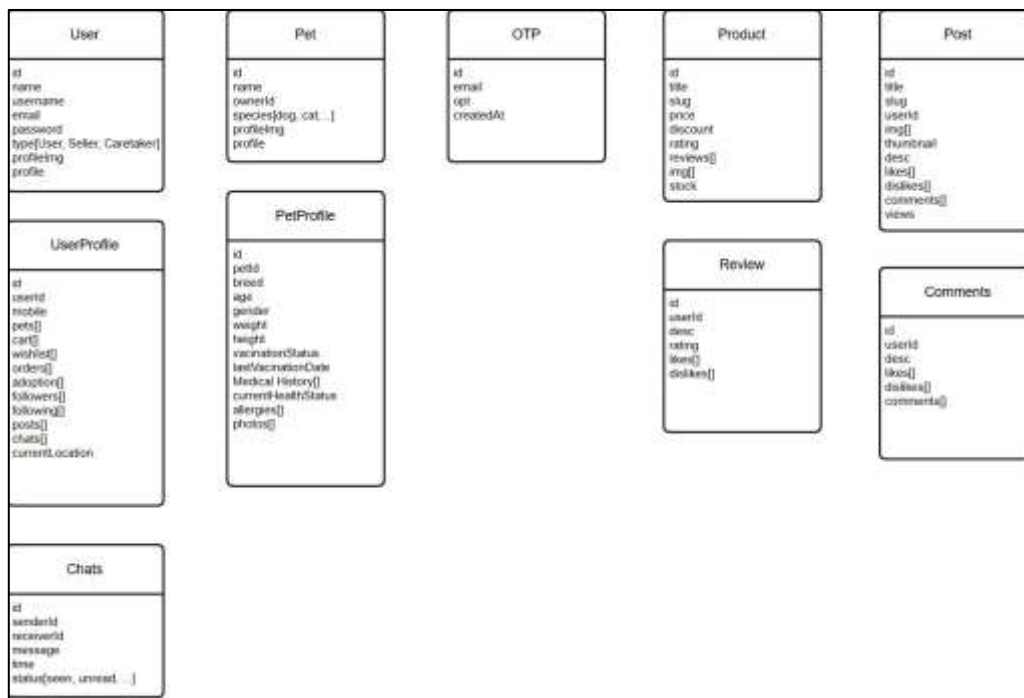 User
id
name
username
email
password
type[User, Seller, Caretaker]
profileImg
profile
Pet
id
name
ownerId
species[dog, cat,...]
profileImg
profile
OTP
id
email
opt
createdAt
Product
id
title
slug
price
discount
rating
reviews[]
img[]
stock
Post
id
title
slug
userId
img[]
thumbnail
desc
likes[]
dislikes[]
comments[]
views
UserProfile
id
userId
mobile
pets[]
cart[]
wishlist[]
orders[]
adoption[]
followers[]
following[]
posts[]
chats[]
currentLocation
PetProfile
id
petId
breed
age
gender
weight
height
vacinationStatus
lastVacinationDate
Medical History[]
currentHealthStatus
allergies[]
photos[]
Review
id
userId
desc
rating
likes[]
dislikes[]
Comments
id
userId
desc
likes[]
dislikes[]
comments[]
Chats
id
senderId
receiverId
message
time
status[seen, unread, ...]